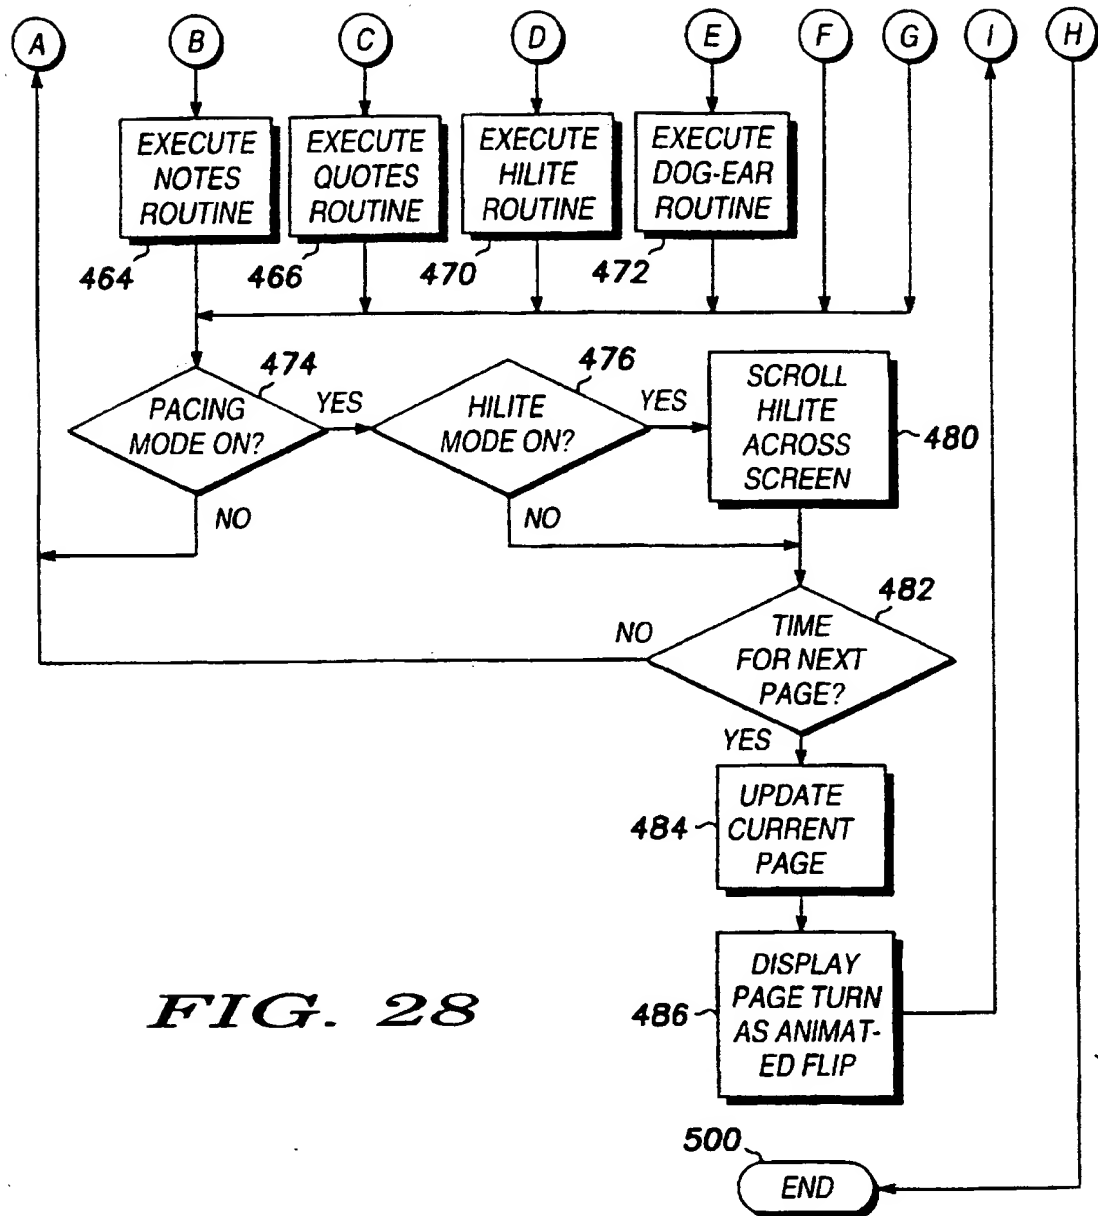 A B C D E F G I H
EXECUTE
NOTES
ROUTINE
464
EXECUTE
QUOTES
ROUTINE
466
EXECUTE
HILITE
ROUTINE
470
EXECUTE
DOG-EAR
ROUTINE
472
PACING
MODE ON?
474
YES
NO
HILITE
MODE ON?
476
YES
NO
SCROLL
HILITE
ACROSS
SCREEN
480
TIME
FOR NEXT
PAGE?
482
NO
YES
UPDATE
CURRENT
PAGE
484
DISPLAY
PAGE TURN
AS ANIMAT-
ED FLIP
486
FIG. 28
500
END